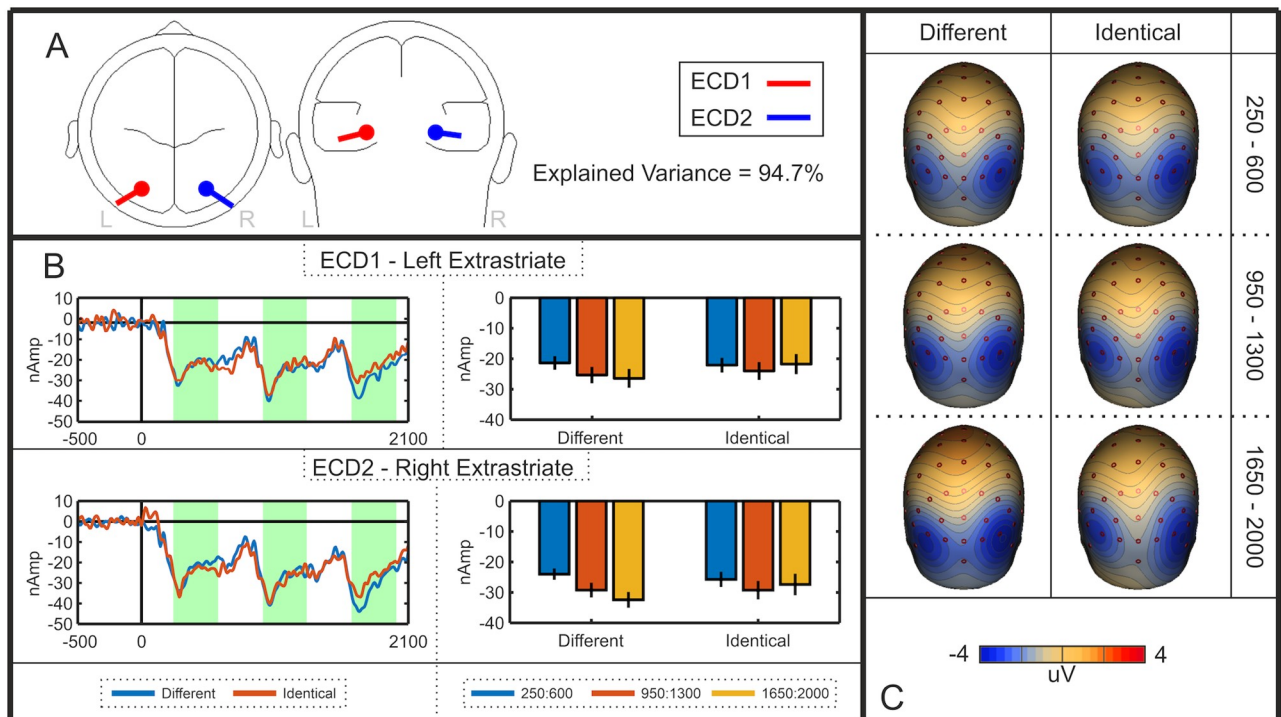 A
ECD1
ECD2
Explained Variance = 94.7%
L
R
L
R
B
ECD1 - Left Extrastriate
nAmp
10
0
-10
-20
-30
-40
-50
-500
0
2100
nAmp
0
-10
-20
-30
-40
Different
Identical
ECD2 - Right Extrastriate
nAmp
10
0
-10
-20
-30
-40
-50
-500
0
2100
nAmp
0
-10
-20
-30
-40
Different
Identical
Different
Identical
250:600
950:1300
1650:2000
Different
Identical
250 - 600
950 - 1300
1650 - 2000
-4
4
uV
C